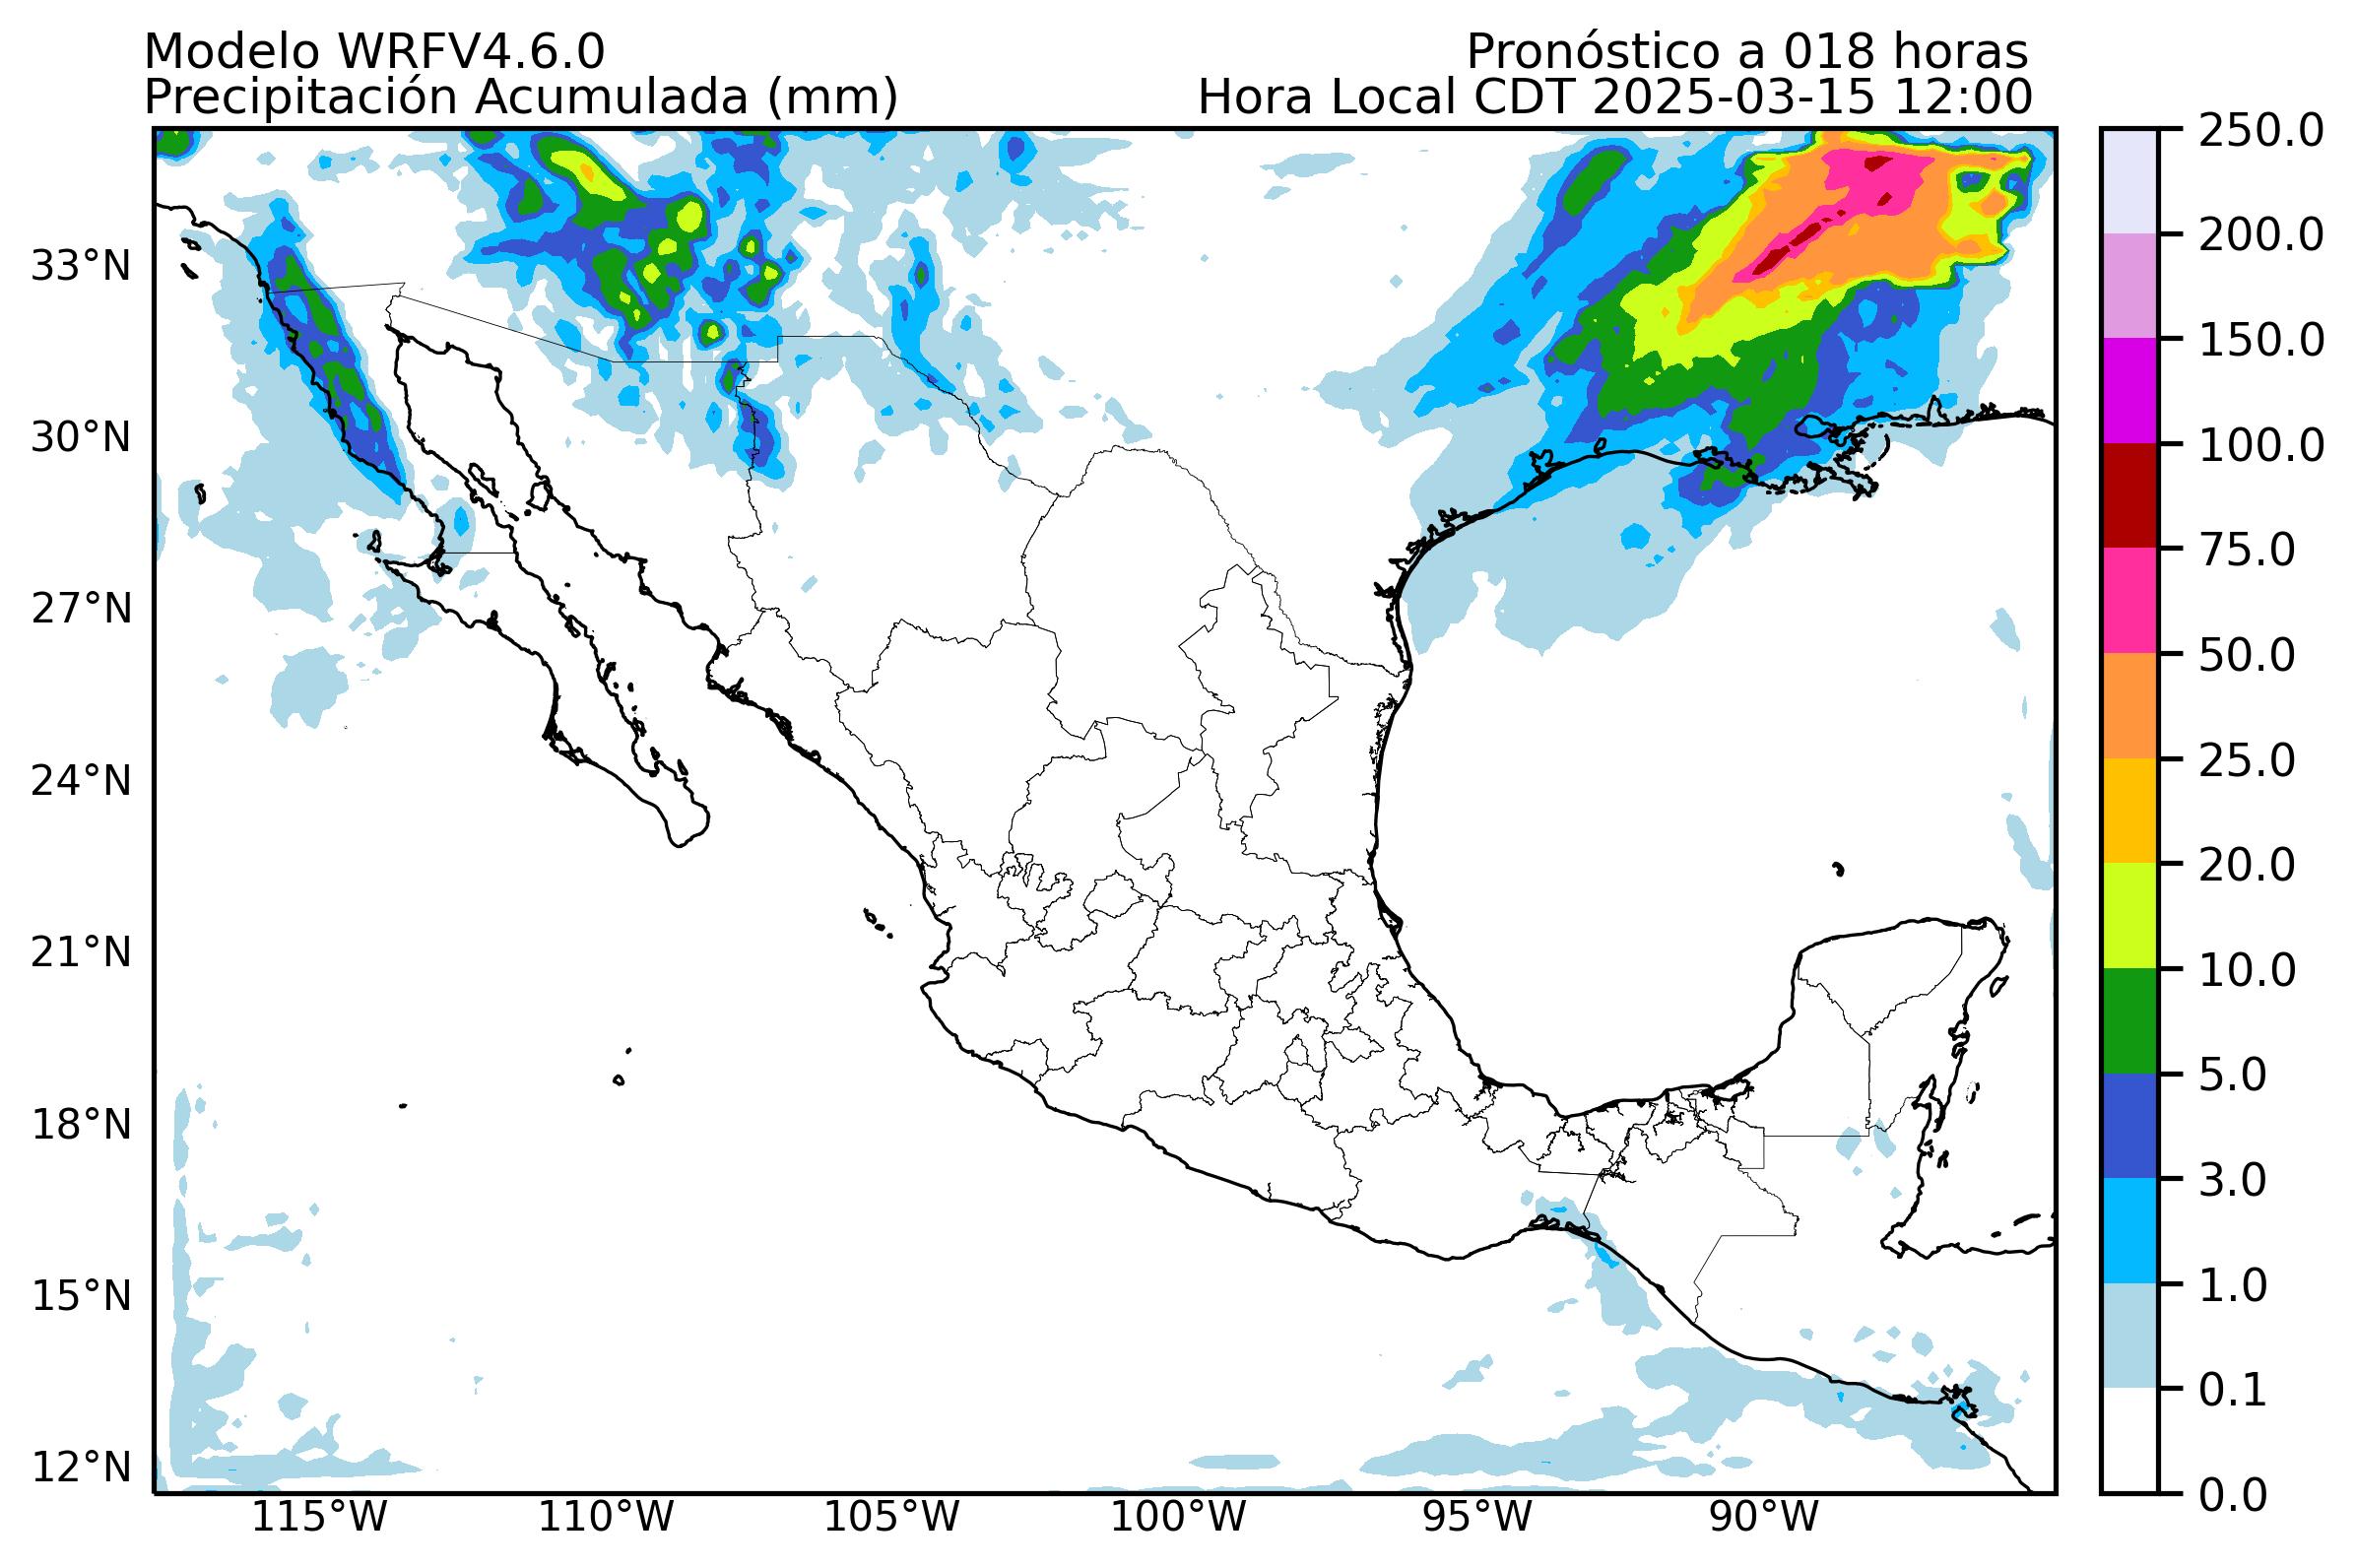 Modelo WRFV4.6.0
Pronóstico a 018 horas
Precipitación Acumulada (mm)
Hora Local CDT 2025-03-15 12:00
250.0
200.0
150.0
100.0
75.0
50.0
25.0
20.0
10.0
5.0
3.0
1.0
0.1
0.0
33°N
30°N
27°N
24°N
21°N
18°N
15°N
12°N
115°W
110°W
105°W
100°W
95°W
90°W